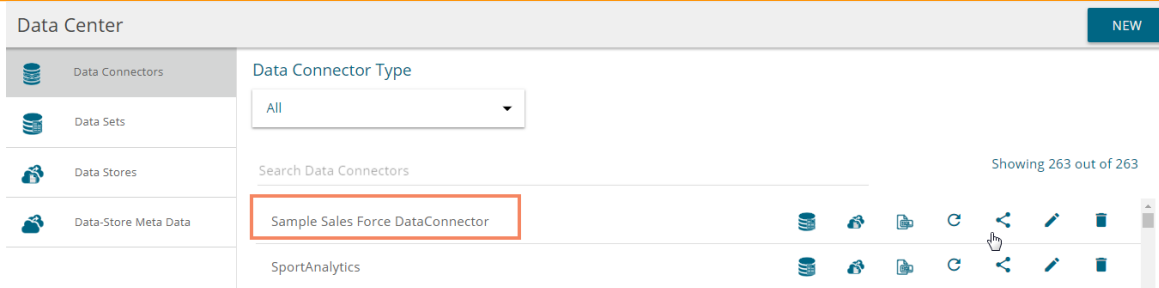 Data Center
NEW
Data Connectors
Data Sets
Data Stores
Data-Store Meta Data
Data Connector Type
All
Search Data Connectors
Showing 263 out of 263
Sample Sales Force DataConnector
SportAnalytics